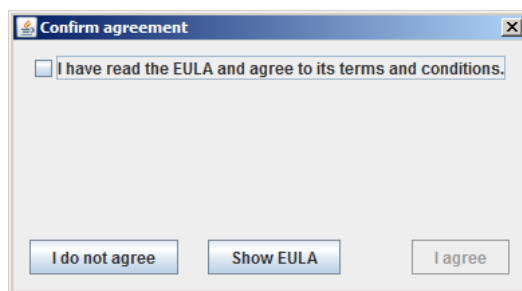 Confirm agreement
I have read the EULA and agree to its terms and conditions.
I do not agree
Show EULA
I agree